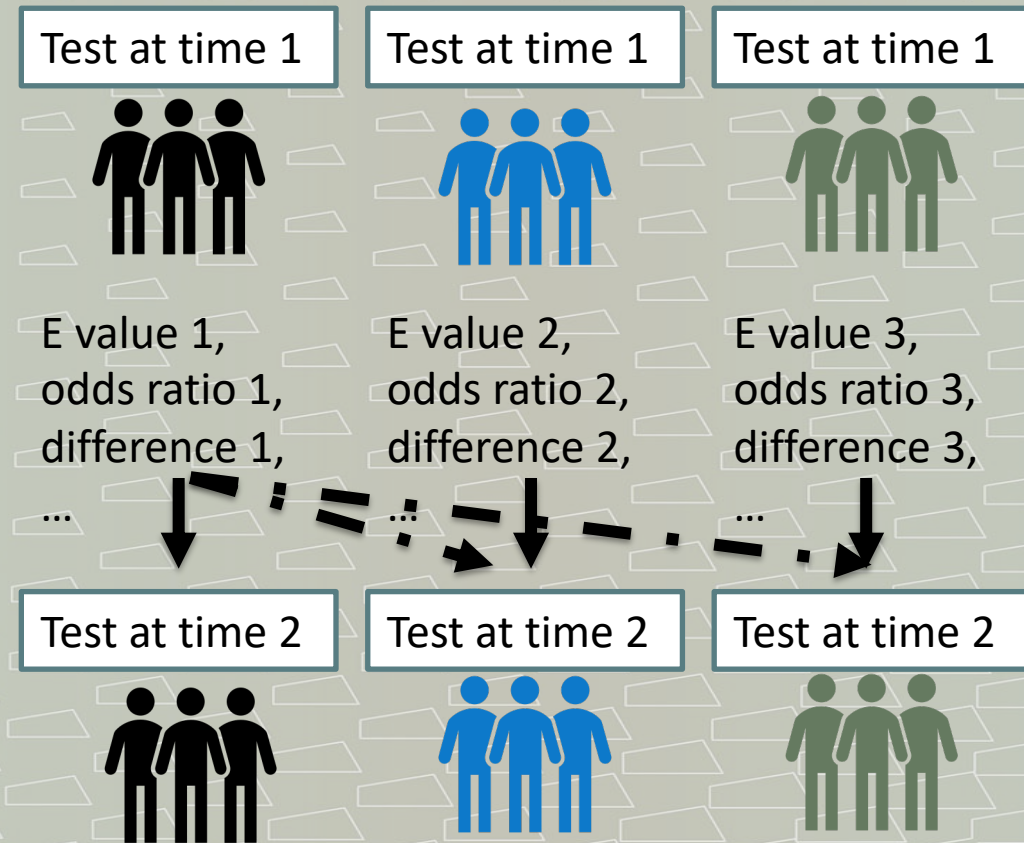 Test at time 1
Test at time 1
Test at time 1
E value 1,
odds ratio 1,
difference 1,
...
E value 2,
odds ratio 2,
difference 2,
...
E value 3,
odds ratio 3,
difference 3,
...
Test at time 2
Test at time 2
Test at time 2